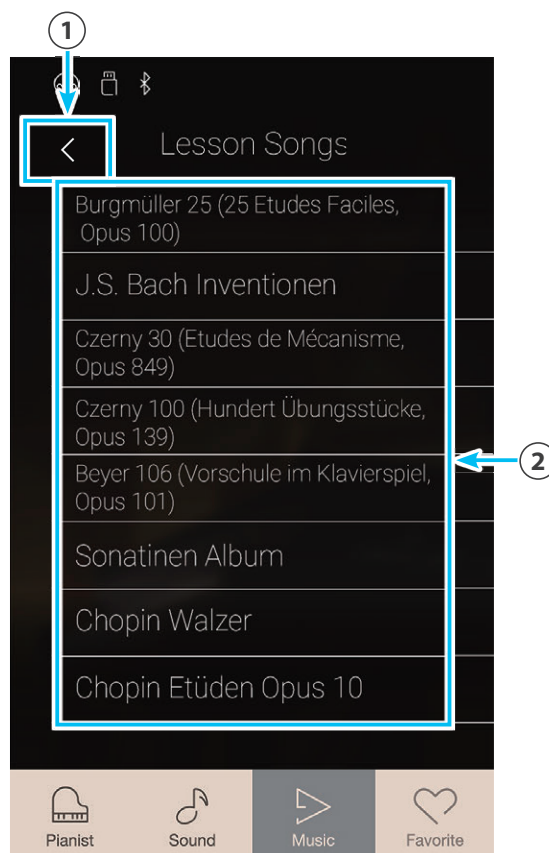 1
Lesson Songs
Burgmüller 25 (25 Etudes Faciles,
Opus 100)
J.S. Bach Inventionen
Czerny 30 (Etudes de Mécanisme,
Opus 849)
Czerny 100 (Hundert Übungsstücke,
Opus 139)
2
Beyer 106 (Vorschule im Klavierspiel,
Opus 101)
Sonatinen Album
Chopin Walzer
Chopin Etüden Opus 10
Pianist Sound Music Favorite